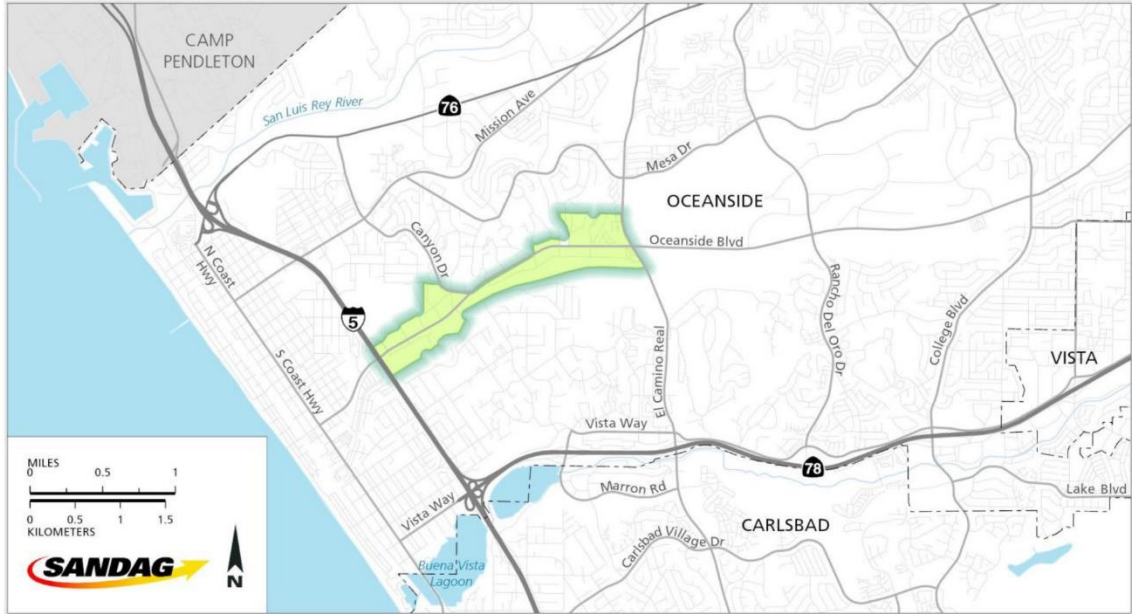 CAMP
PENDLETON
San Luis Rey River
76
Mission Ave
Mesa Dr
OCEANSIDE
Canyon Dr
Oceanside Blvd
N Coast
Hwy
5
Rancho Del Oro Dr
College Blvd
S Coast Hwy
El Camino Real
VISTA
Vista Way
78
Marron Rd
Lake Blvd
Vista Way
CARLSBAD
Carlsbad Village Dr
Buena Vista
Lagoon
MILES
0 0.5 1
0 0.5 1 1.5
KILOMETERS
SANDAG
N